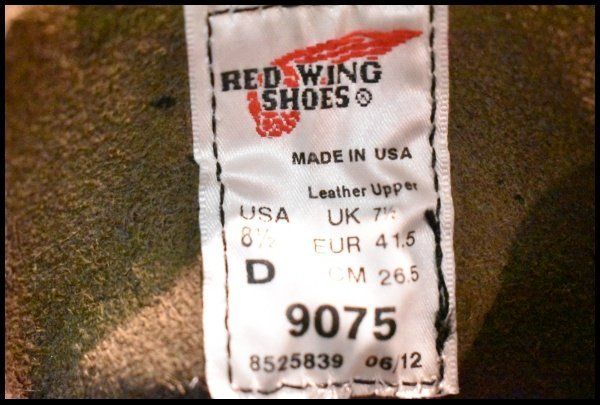 RED WING
SHOES ®
MADE IN USA
Leather Upper
USA UK 7½
8½ EUR 41.5
D CM 26.5
9075
8525839 06/12